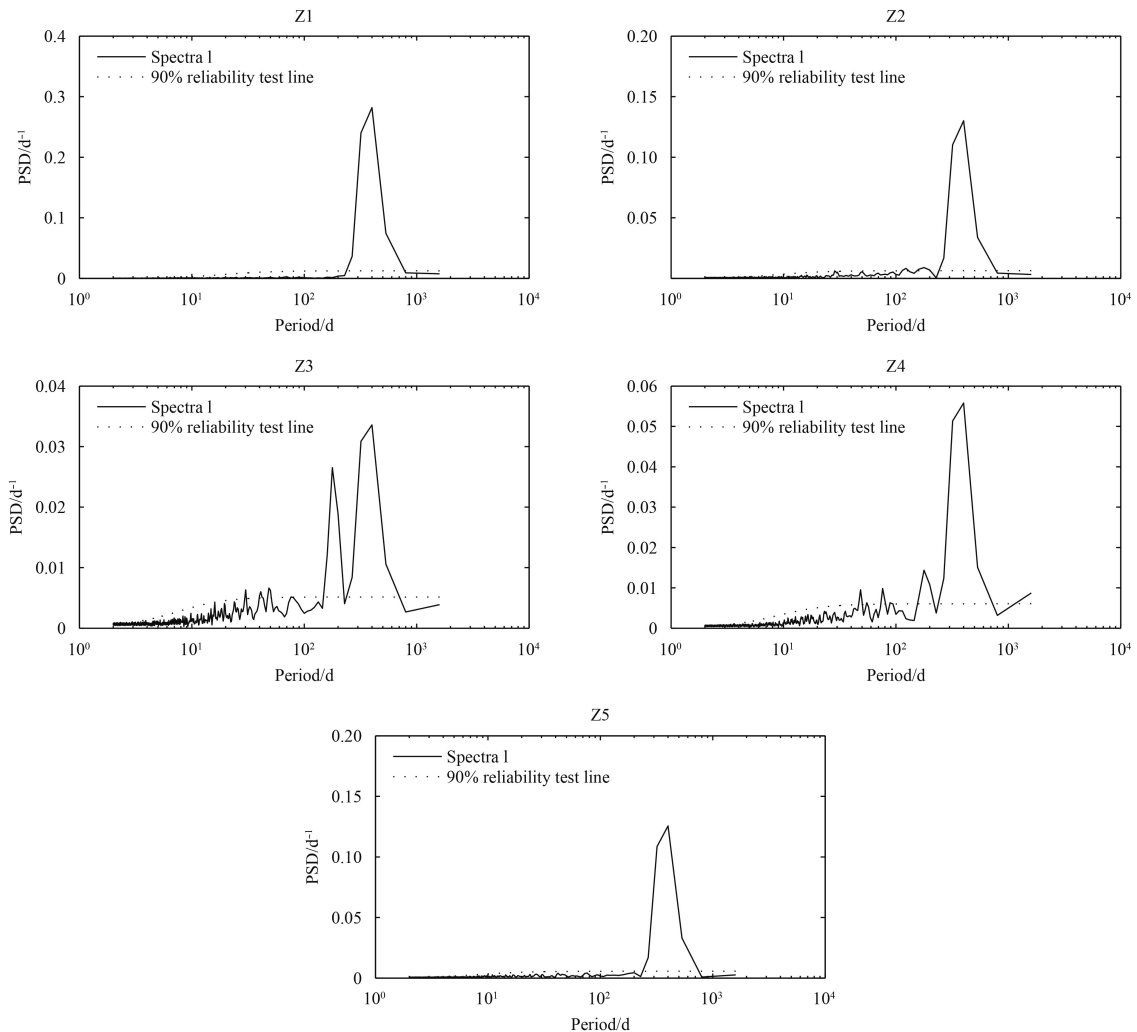 Z1
0.4
Spectra l
90% reliability test line
0.3
PSD/d⁻¹
0.2
0.1
0
10⁰ 10¹ 10² 10³ 10⁴
Period/d
Z2
0.20
Spectra l
90% reliability test line
0.15
PSD/d⁻¹
0.10
0.05
0
10⁰ 10¹ 10² 10³ 10⁴
Period/d
Z3
0.04
Spectra l
90% reliability test line
0.03
PSD/d⁻¹
0.02
0.01
0
10⁰ 10¹ 10² 10³ 10⁴
Period/d
Z4
0.06
Spectra l
90% reliability test line
0.05
0.04
PSD/d⁻¹
0.03
0.02
0.01
0
10⁰ 10¹ 10² 10³ 10⁴
Period/d
Z5
0.20
Spectra l
90% reliability test line
0.15
PSD/d⁻¹
0.10
0.05
0
10⁰ 10¹ 10² 10³ 10⁴
Period/d